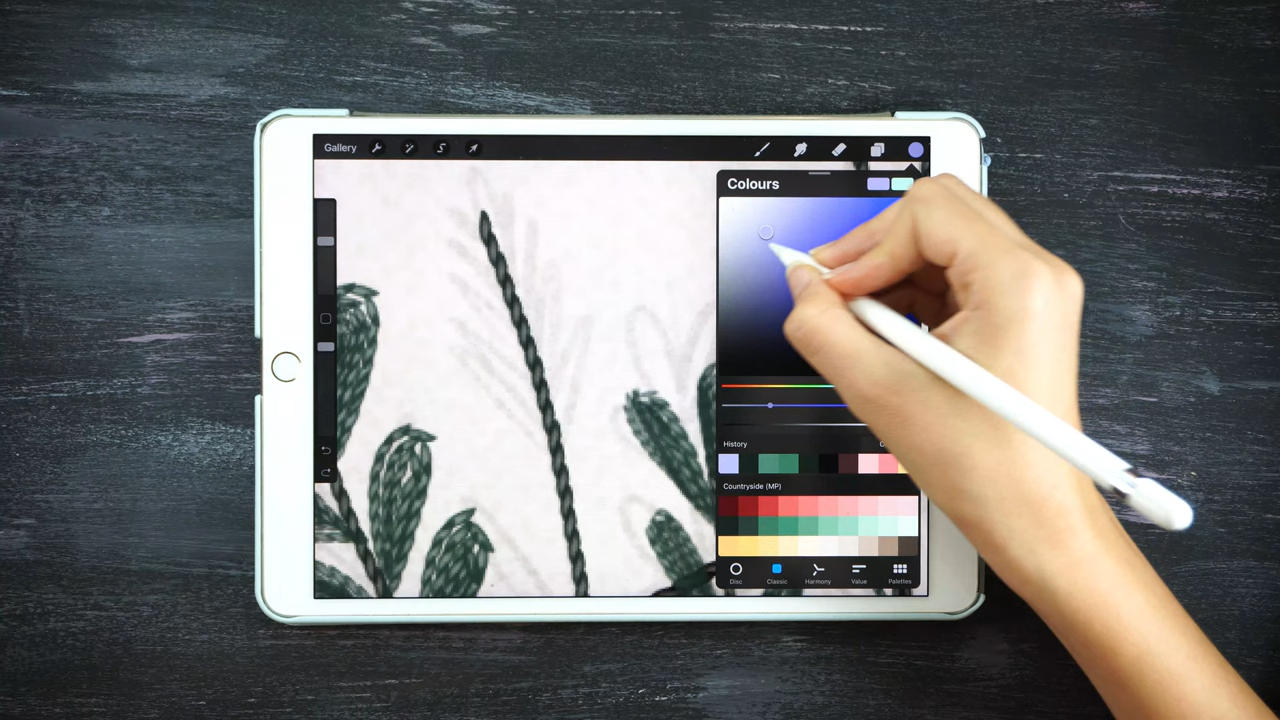 Gallery
Colours
History
Countryside (MP)
Disc Classic Harmony Value Palettes